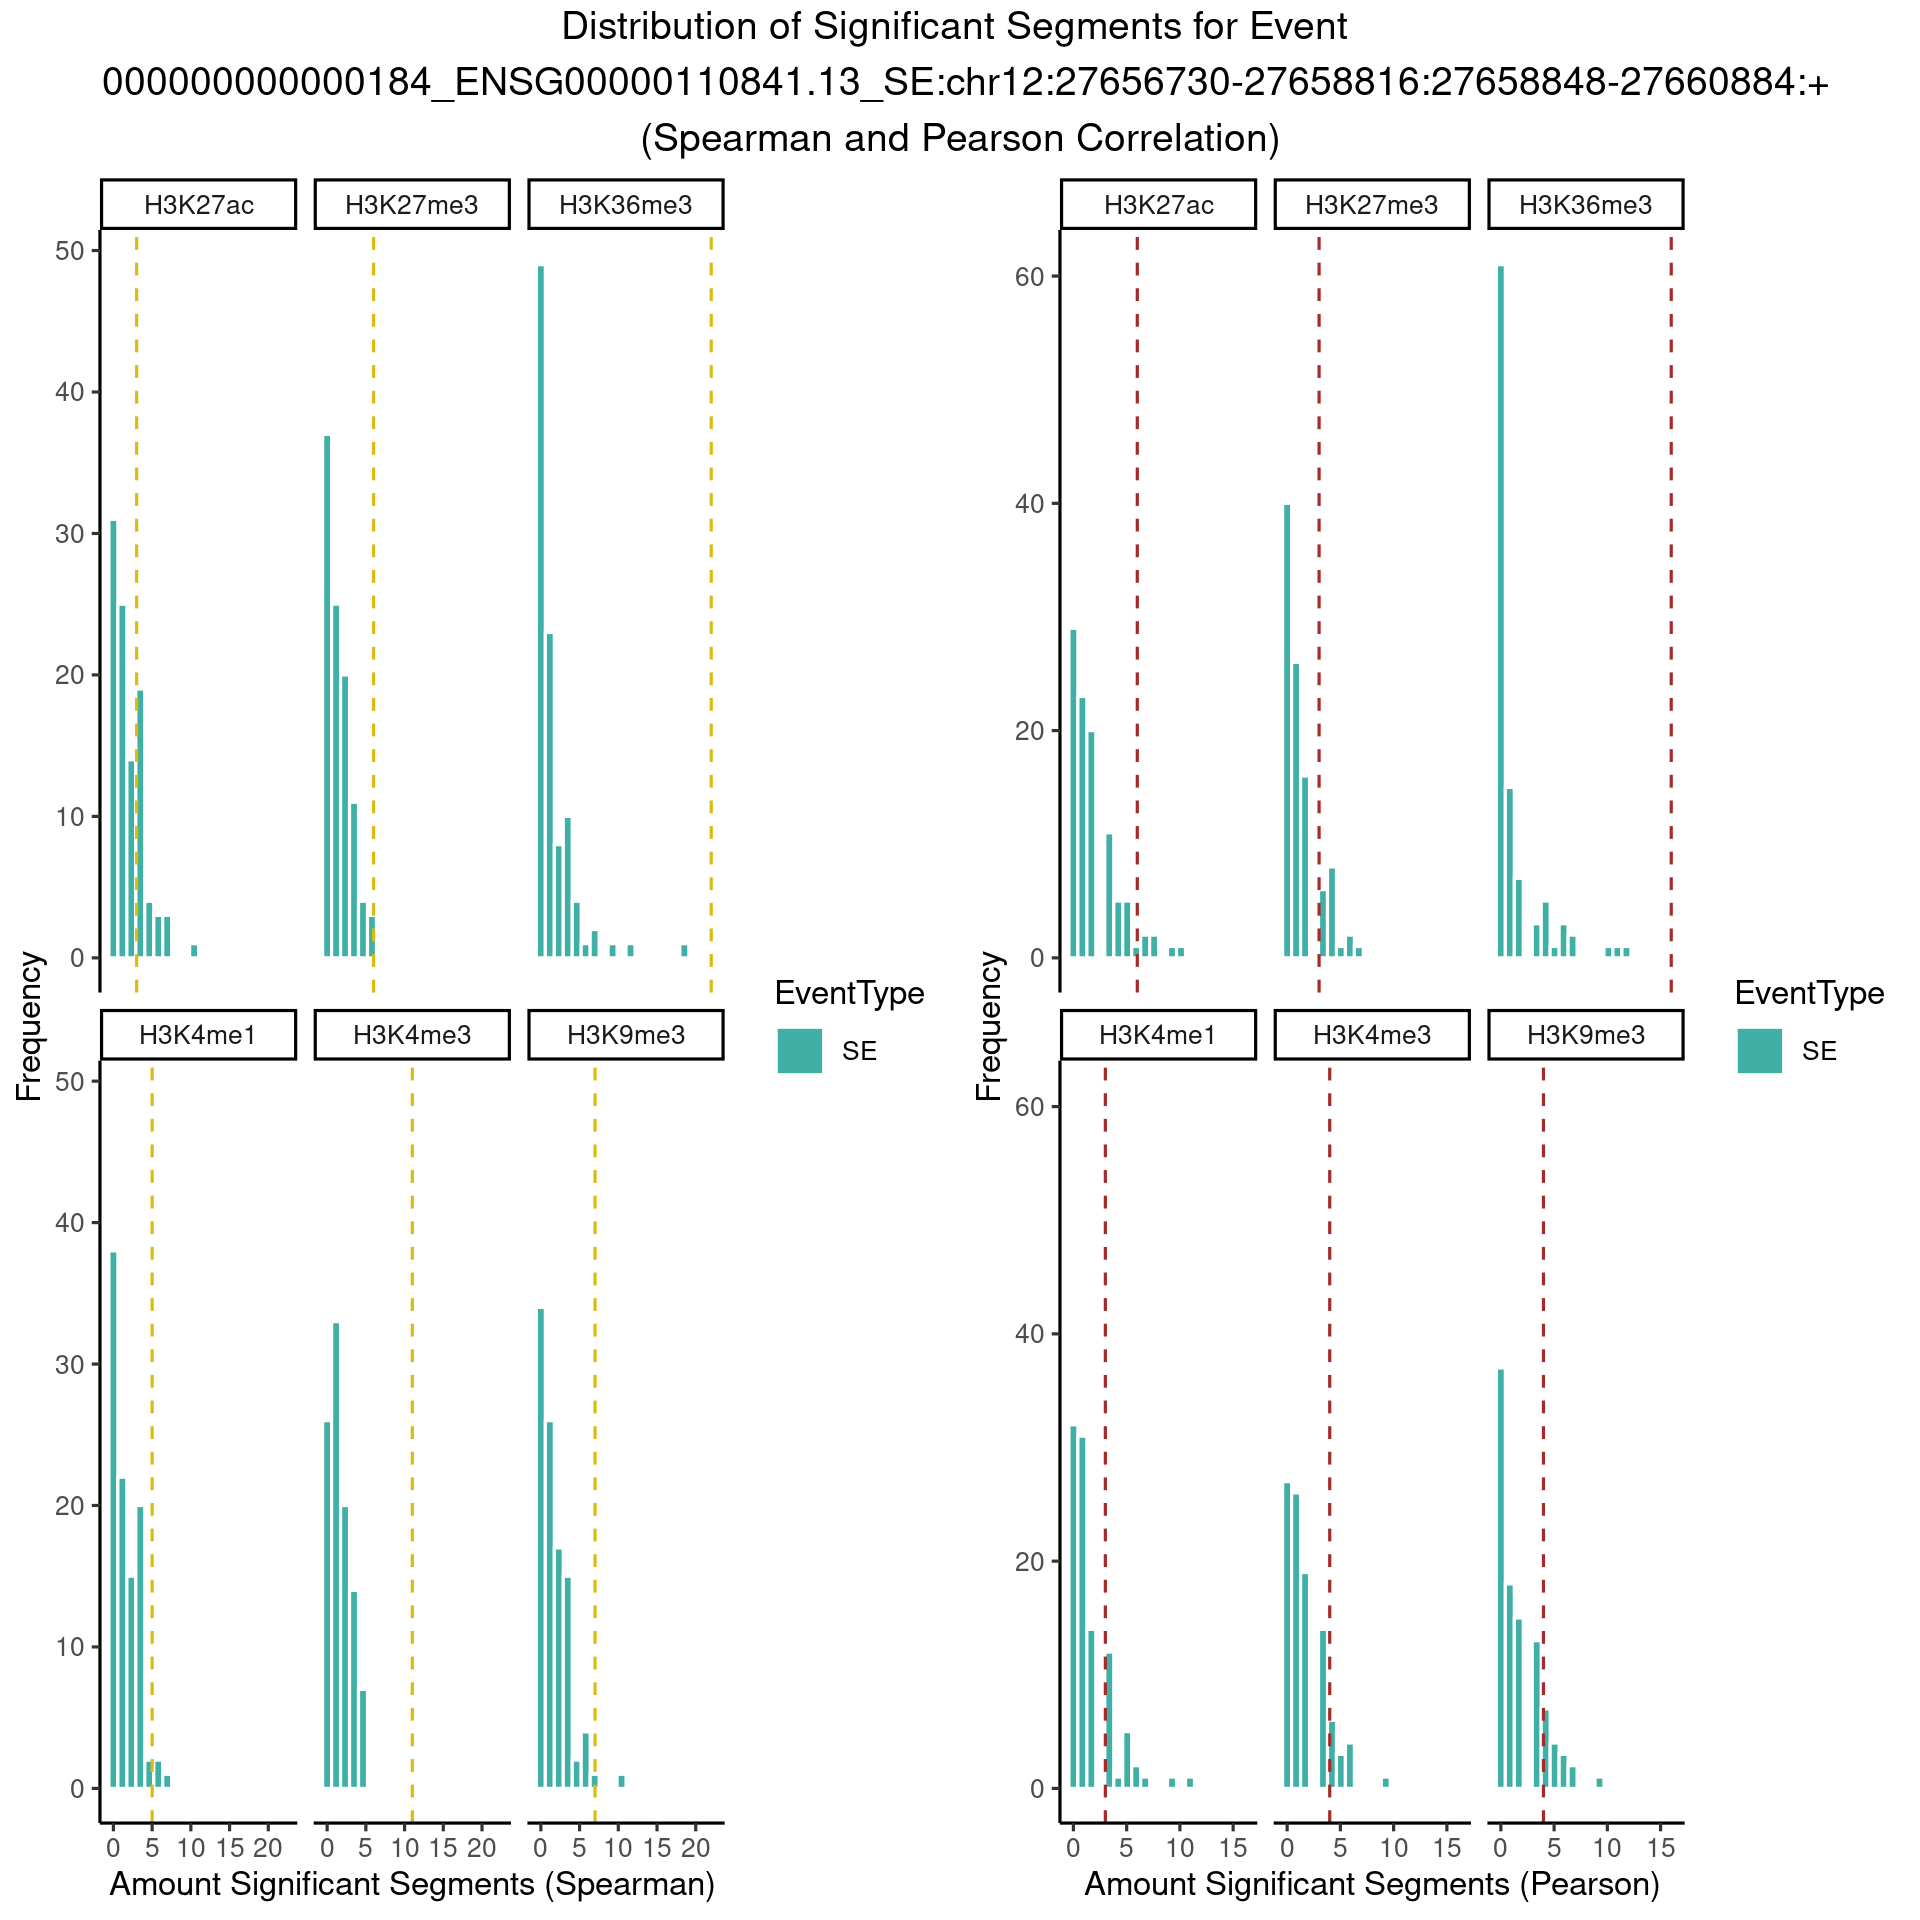 Distribution of Significant Segments for Event
000000000000184_ENSG00000110841.13_SE:chr12:27656730-27658816:27658848-27660884:+
(Spearman and Pearson Correlation)
H3K27ac H3K27me3 H3K36me3
50
40
30
20
10
0
H3K4me1 H3K4me3 H3K9me3
50
40
30
20
10
0
0 5 10 15 20 0 5 10 15 20 0 5 10 15 20
Frequency
Amount Significant Segments (Spearman)
EventType
SE
H3K27ac H3K27me3 H3K36me3
60
40
20
0
H3K4me1 H3K4me3 H3K9me3
60
40
20
0
0 5 10 15 0 5 10 15 0 5 10 15
Frequency
Amount Significant Segments (Pearson)
EventType
SE